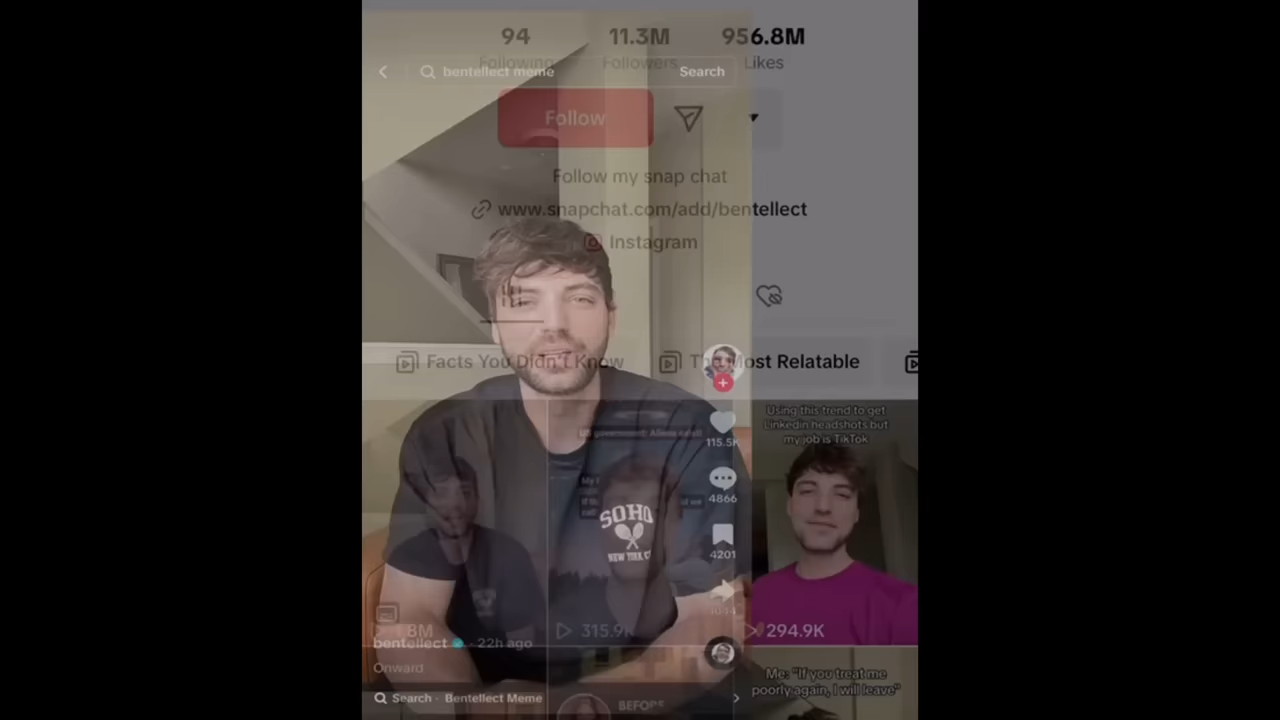 94 11.3M 956.8M
Following Followers Likes
bentellect meme Search
Follow
Follow my snap chat
www.snapchat.com/add/bentellect
Instagram
Facts You Didn't Know
The Most Relatable
Using this trend to get
Linkedin headshots but
my job is TikTok
115.5K
4866
SOHO
NEW YORK
4201
1.8M
315.9K
294.9K
bentellect · 22h ago
Onward
Me: "If you treat me
poorly again, I will leave"
Search · Bentellect Meme
BEFORE